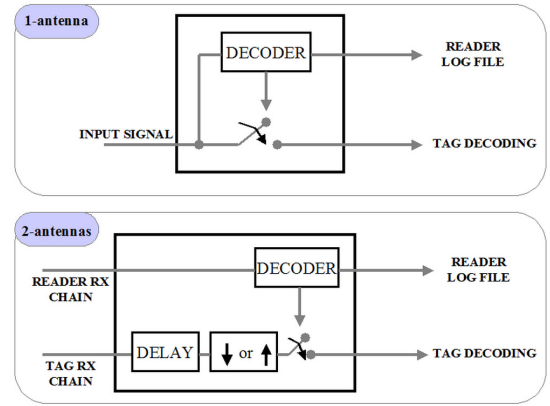 1-antenna
DECODER
READER
LOG FILE
INPUT SIGNAL
TAG DECODING
2-antennas
READER RX
CHAIN
DECODER
READER
LOG FILE
DELAY
or
TAG RX
CHAIN
TAG DECODING